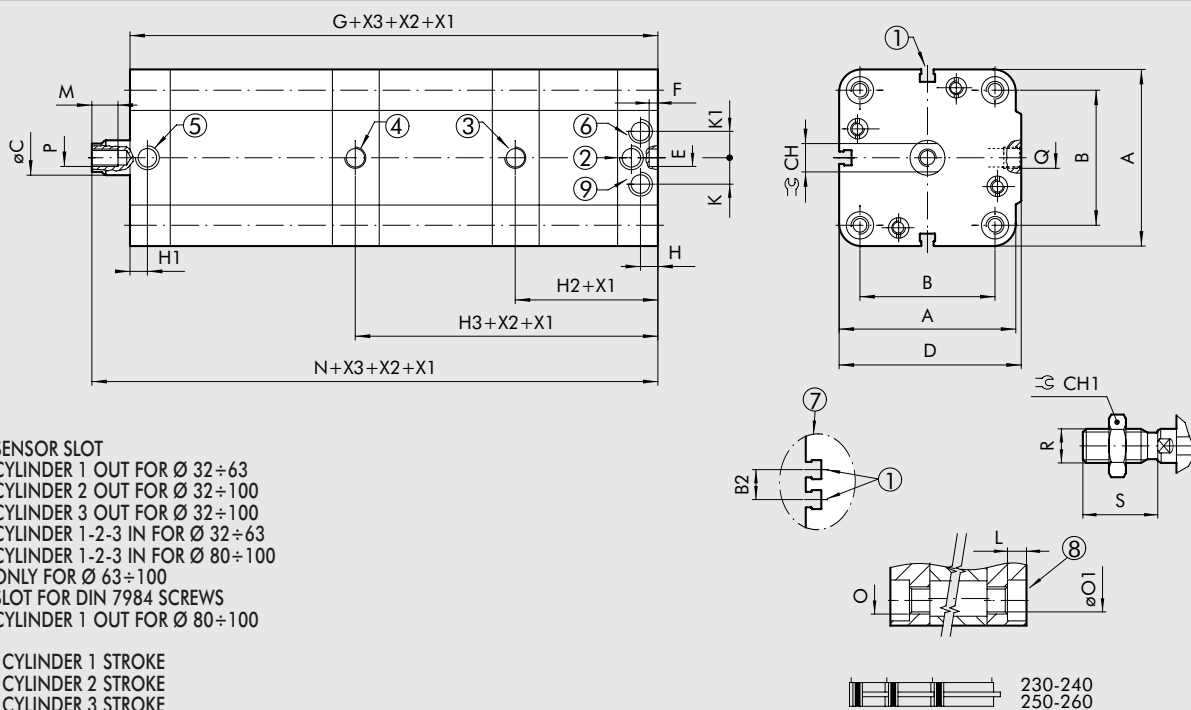 G+X3+X2+X1
M
F
⑤
④
③
⑥
K1
②
E
⑨
K
øC
P
H1
H
H2+X1
H3+X2+X1
N+X3+X2+X1
①
CH
Q
B
A
B
A
D
CH1
R
S
⑦
B2
①
L
⑧
O
øO1
230-240
250-260
SENSOR SLOT
CYLINDER 1 OUT FOR Ø 32÷63
CYLINDER 2 OUT FOR Ø 32÷100
CYLINDER 3 OUT FOR Ø 32÷100
CYLINDER 1-2-3 IN FOR Ø 32÷63
CYLINDER 1-2-3 IN FOR Ø 80÷100
ONLY FOR Ø 63÷100
SLOT FOR DIN 7984 SCREWS
CYLINDER 1 OUT FOR Ø 80÷100
CYLINDER 1 STROKE
CYLINDER 2 STROKE
CYLINDER 3 STROKE